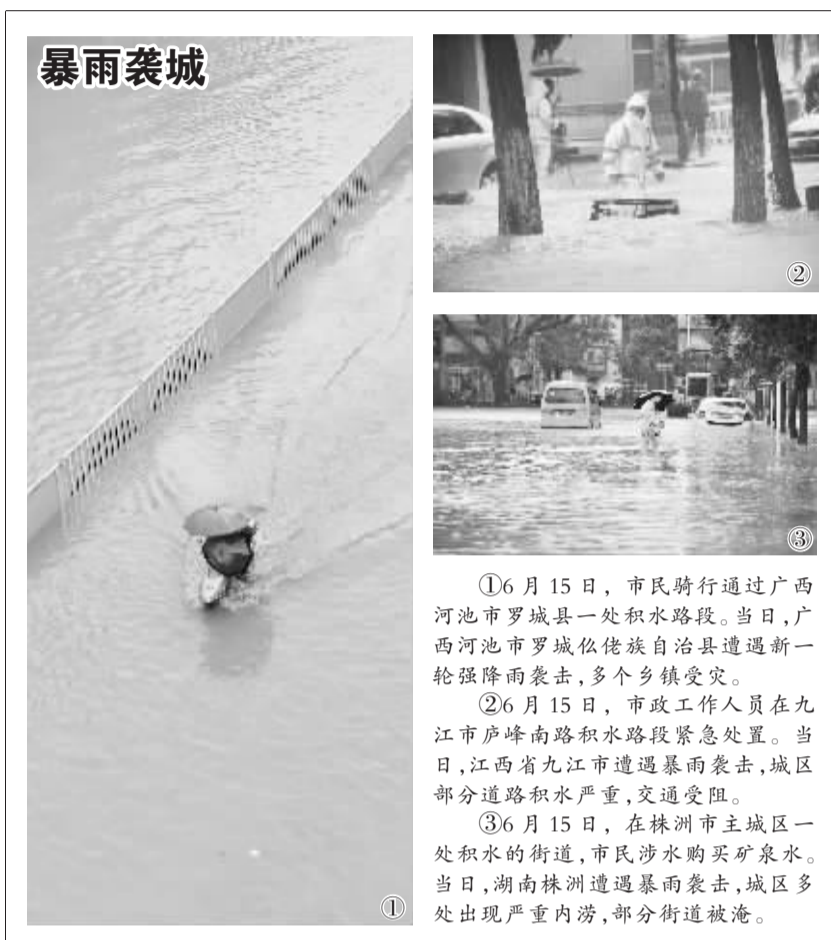 暴雨袭城
①
②
③
①6月15日，市民骑行通过广西
河池市罗城县一处积水路段。当日，广
西河池市罗城仫佬族自治县遭遇新一
轮强降雨袭击，多个乡镇受灾。
②6月15日，市政工作人员在九
江市庐峰南路积水路段紧急处置。当
日，江西省九江市遭遇暴雨袭击，城区
部分道路积水严重，交通受阻。
③6月15日，在株洲市主城区一
处积水的街道，市民涉水购买矿泉水。
当日，湖南株洲遭遇暴雨袭击，城区多
处出现严重内涝，部分街道被淹。